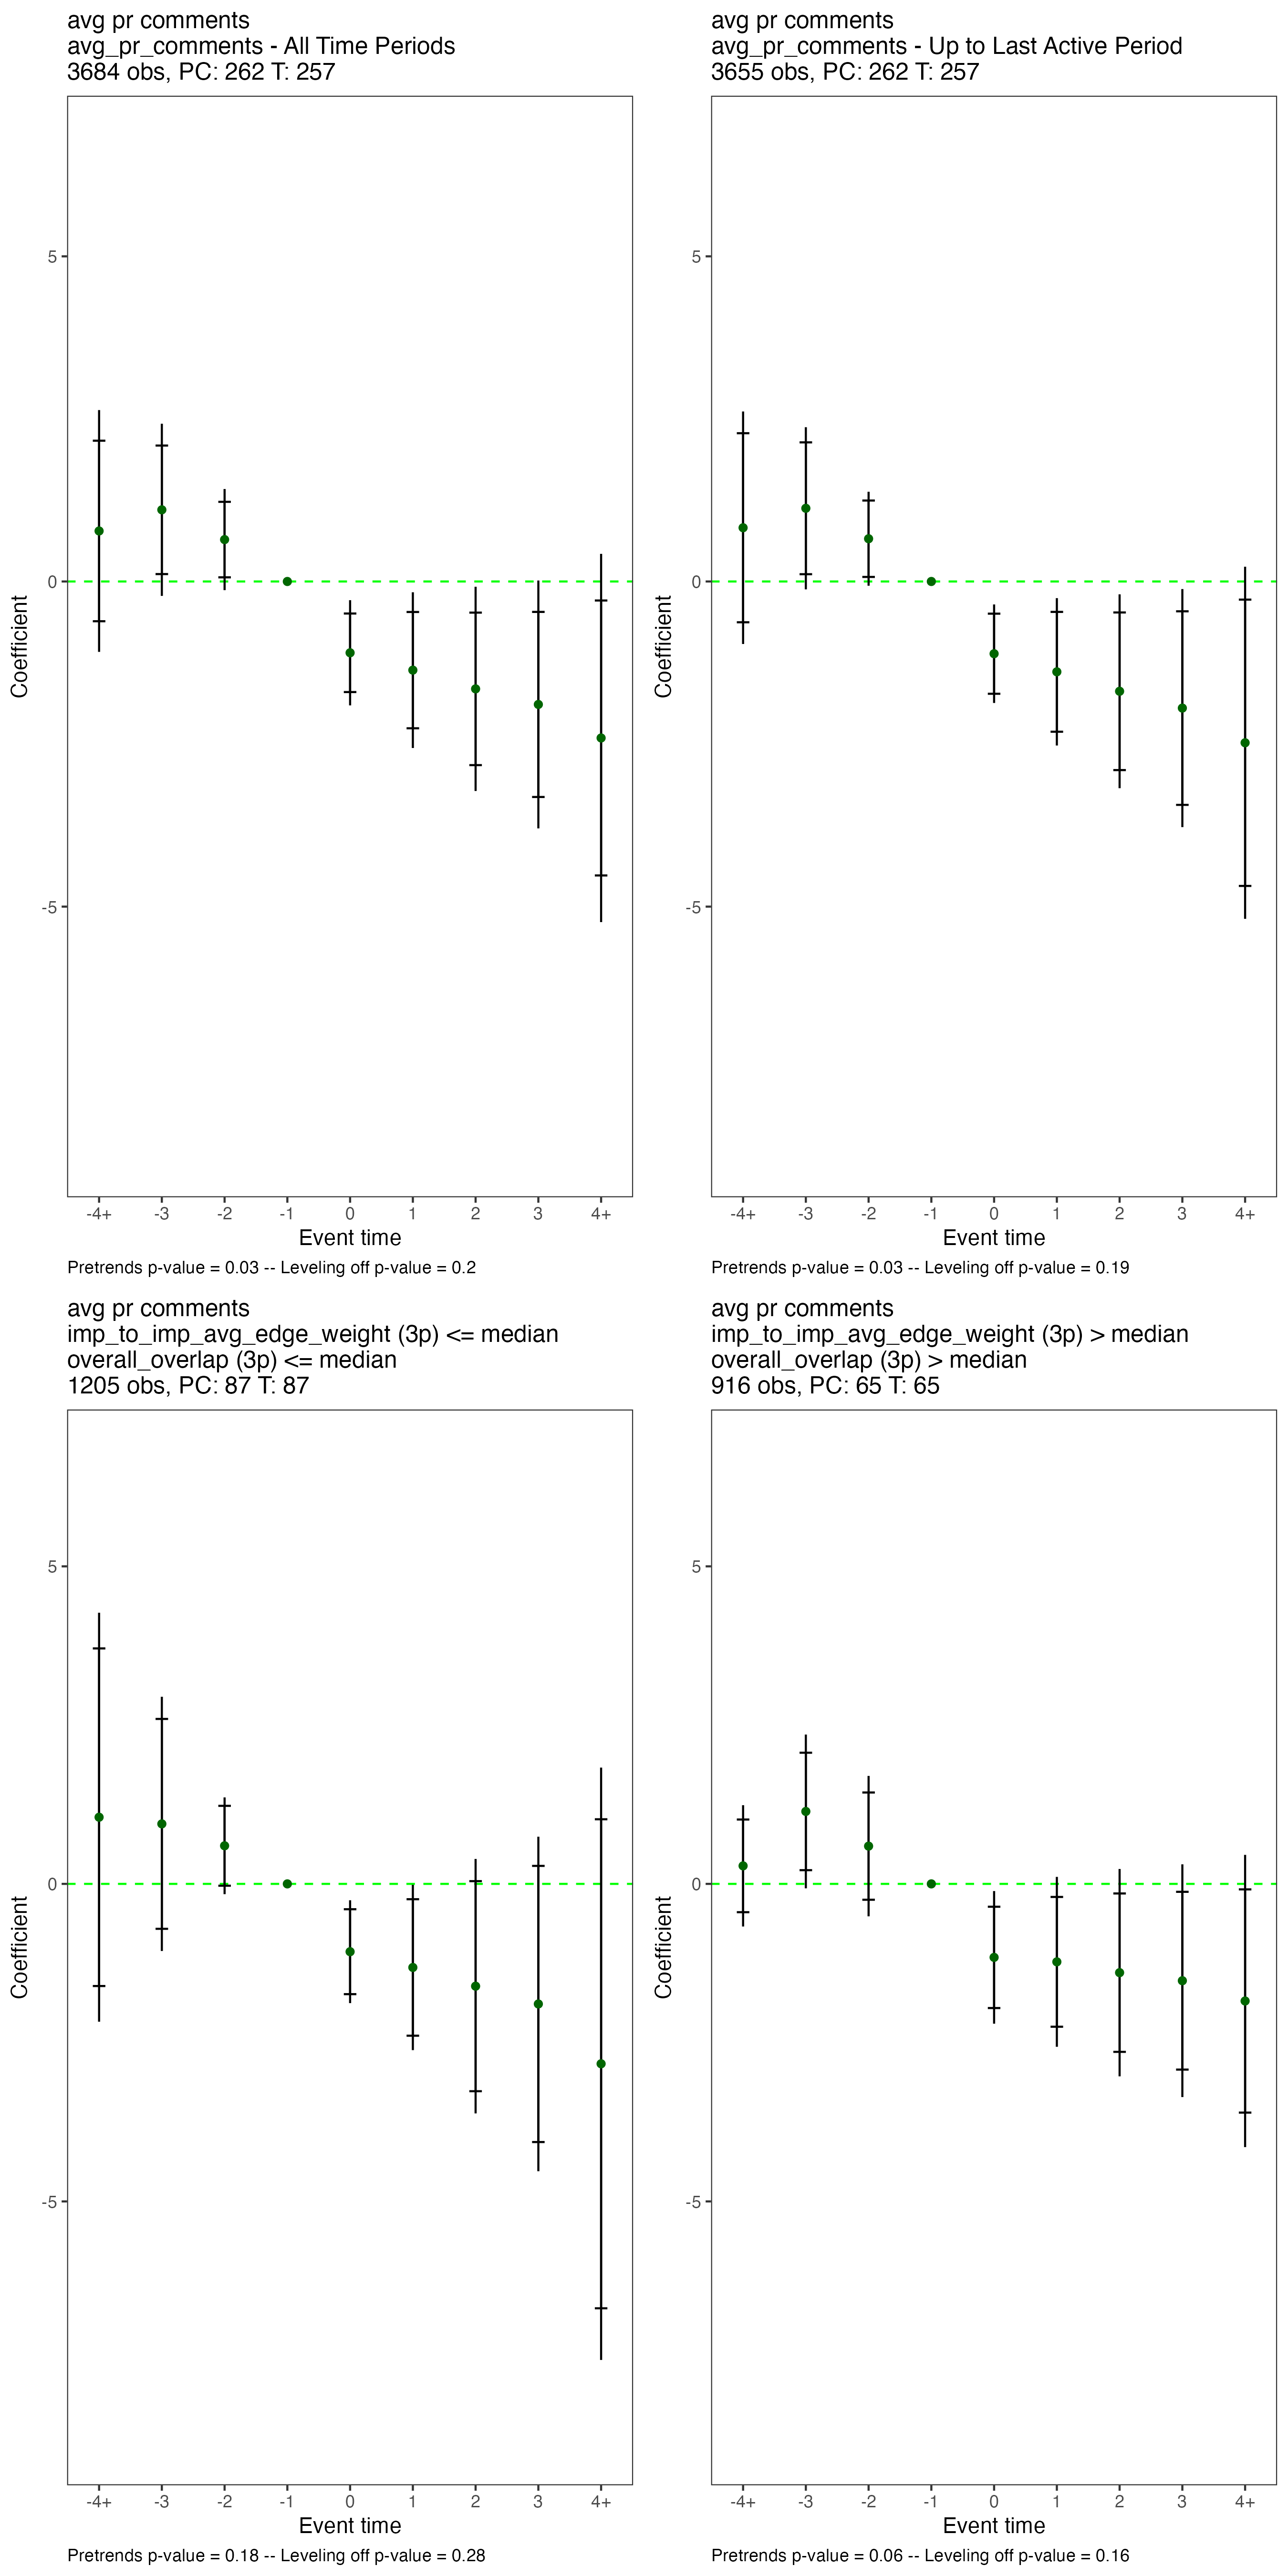 avg pr comments
avg_pr_comments - All Time Periods
3684 obs, PC: 262 T: 257
5
0
-5
Coefficient
-4+ -3 -2 -1 0 1 2 3 4+
Event time
Pretrends p-value = 0.03 -- Leveling off p-value = 0.2
avg pr comments
avg_pr_comments - Up to Last Active Period
3655 obs, PC: 262 T: 257
5
0
-5
Coefficient
-4+ -3 -2 -1 0 1 2 3 4+
Event time
Pretrends p-value = 0.03 -- Leveling off p-value = 0.19
avg pr comments
imp_to_imp_avg_edge_weight (3p) <= median
overall_overlap (3p) <= median
1205 obs, PC: 87 T: 87
5
0
-5
Coefficient
-4+ -3 -2 -1 0 1 2 3 4+
Event time
Pretrends p-value = 0.18 -- Leveling off p-value = 0.28
avg pr comments
imp_to_imp_avg_edge_weight (3p) > median
overall_overlap (3p) > median
916 obs, PC: 65 T: 65
5
0
-5
Coefficient
-4+ -3 -2 -1 0 1 2 3 4+
Event time
Pretrends p-value = 0.06 -- Leveling off p-value = 0.16